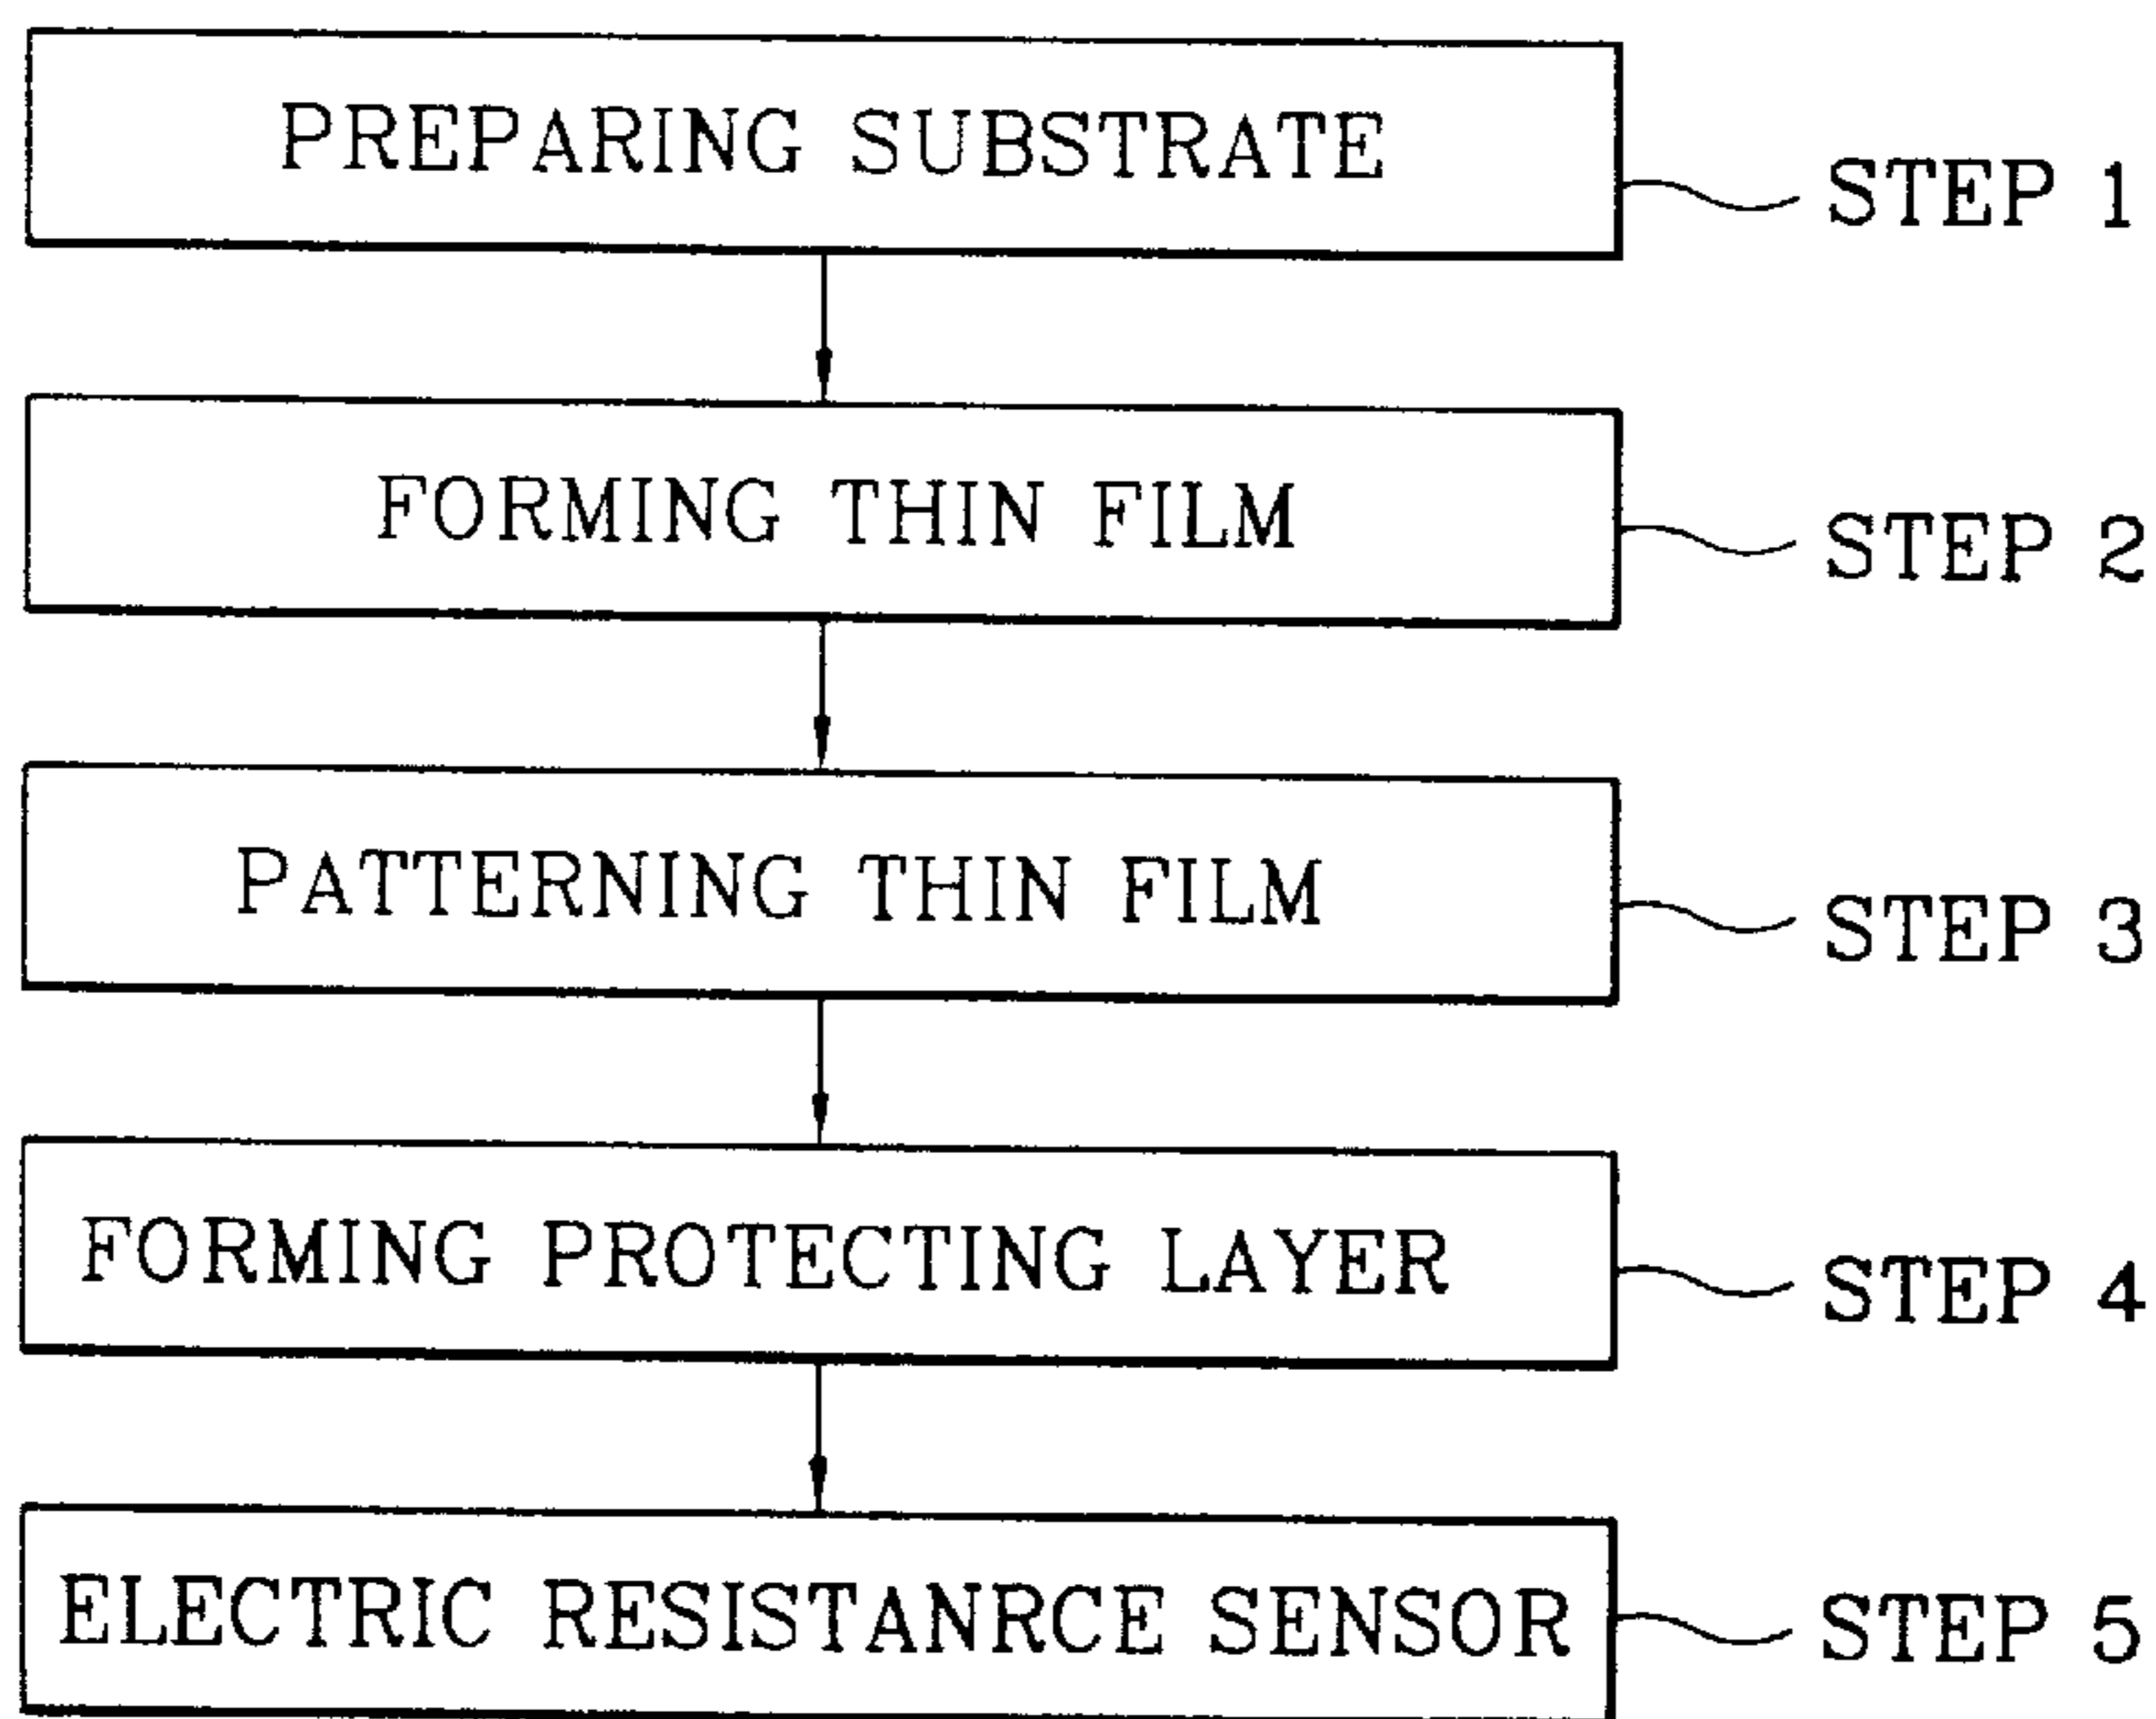 PREPARING SUBSTRATE
STEP 1
FORMING THIN FILM
STEP 2
PATTERNING THIN FILM
STEP 3
FORMING PROTECTING LAYER
STEP 4
ELECTRIC RESISTANRCE SENSOR
STEP 5